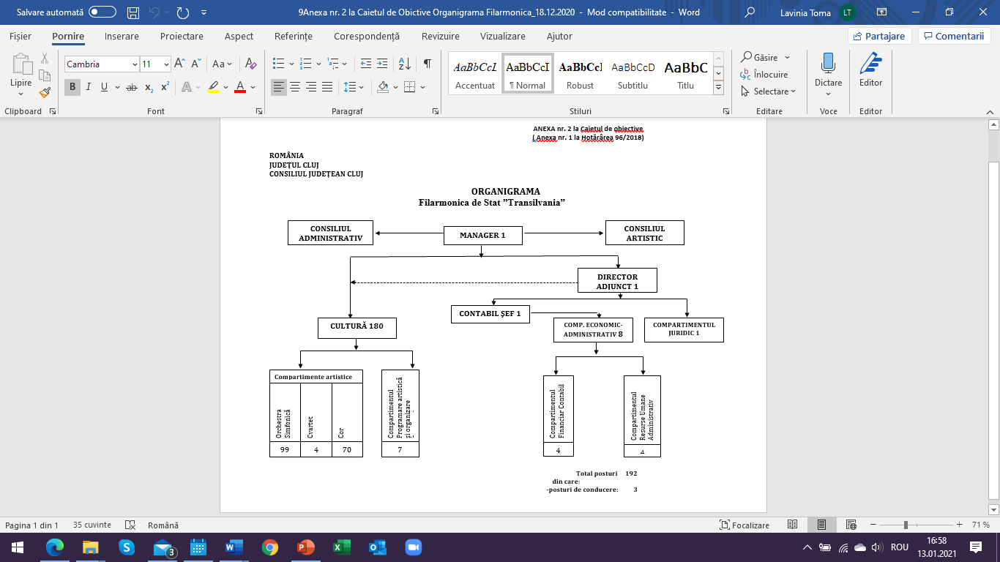 Salvare automată
9Anexa nr. 2 la Caietul de Obictive Organigrama Filarmonica_18.12.2020 - Mod compatibilitate - Word
Lavinia Toma
LT
Fișier
Pornire
Inserare
Proiectare
Aspect
Referințe
Corespondență
Revizuire
Vizualizare
Ajutor
Partajare
Comentarii
Lipire
Clipboard
Cambria
11
Font
Paragraf
AaBbCcI
Accentuat
AaBbCcI
¶ Normal
AaBbCcI
Robust
AaBbCcD
Subtitlu
AaBbC
Titlu
Stiluri
Găsire
Înlocuire
Selectare
Editare
Dictare
Voce
Editor
Editor
ANEXA nr. 2 la Caietul de obiective
( Anexa nr. 1 la Hotărârea 96/2018)
ROMÂNIA
JUDEȚUL CLUJ
CONSILIUL JUDEȚEAN CLUJ
ORGANIGRAMA
Filarmonica de Stat ”Transilvania”
CONSILIUL
ADMINISTRATIV
MANAGER 1
CONSILIUL
ARTISTIC
DIRECTOR
ADJUNCT 1
CONTABIL ȘEF 1
CULTURĂ 180
COMP. ECONOMIC-
ADMINISTRATIV 8
COMPARTIMENTUL
JURIDIC 1
Compartimente artistice
Orchestra
Simfonică
Cvartet
Cor
99
4
70
Compartimentul
Programare artistică
și organizare
7
Compartimentul
Financiar Contabil
4
Compartimentul
Resurse Umane
Administrativ
4
Total posturi 192
din care:
-posturi de conducere: 3
Pagina 1 din 1
35 cuvinte
Română
Focalizare
71 %
3
ROU
16:58
13.01.2021